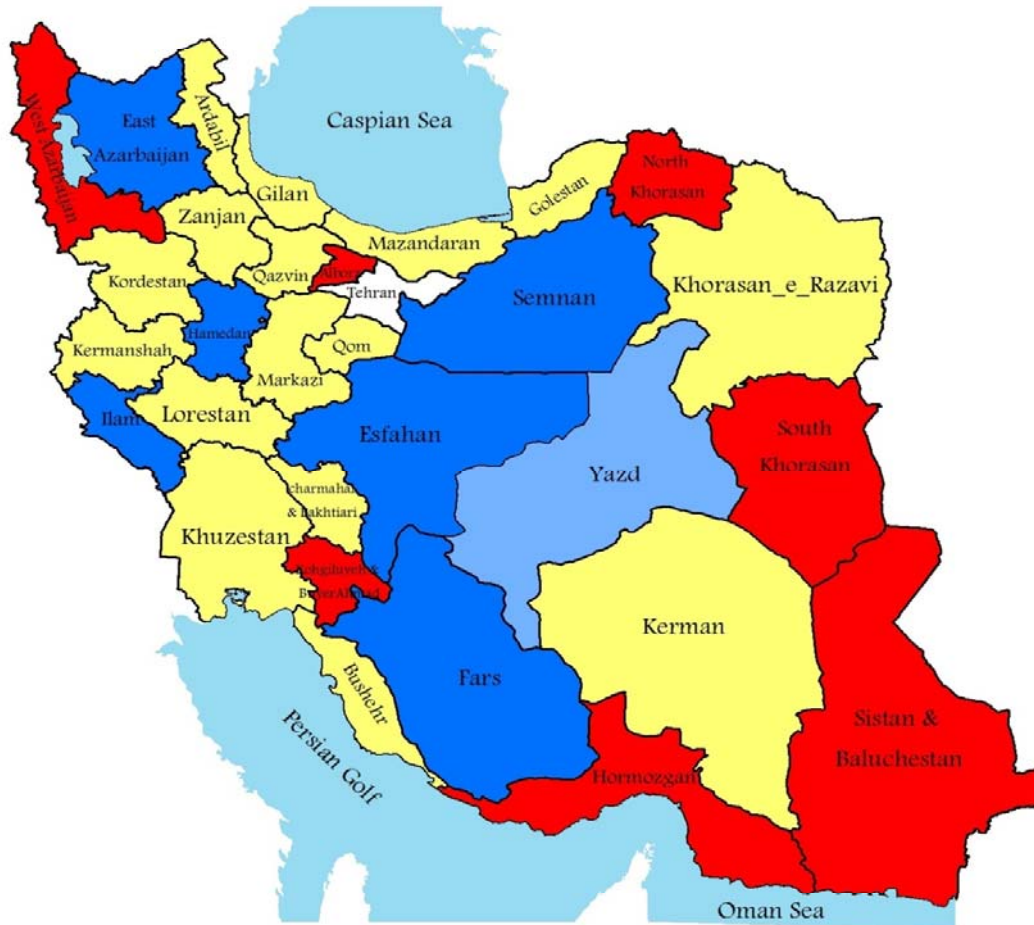 West Azarbaijan
East
Azarbaijan
Ardabil
Caspian Sea
Gilan
Zanjan
Mazandaran
Golestan
North
Khorasan
Kordestan
Qazvin
Alborz
Tehran
Semnan
Khorasan_e_Razavi
Hamedan
Kermanshah
Qom
Markazi
Ilam
Lorestan
Esfahan
South
Khorasan
Yazd
charmahal
& Bakhtiari
Khuzestan
Kohgiluyeh &
BoyerAhmad
Kerman
Fars
Bushehr
Persian Golf
Sistan &
Baluchestan
Hormozgan
Oman Sea